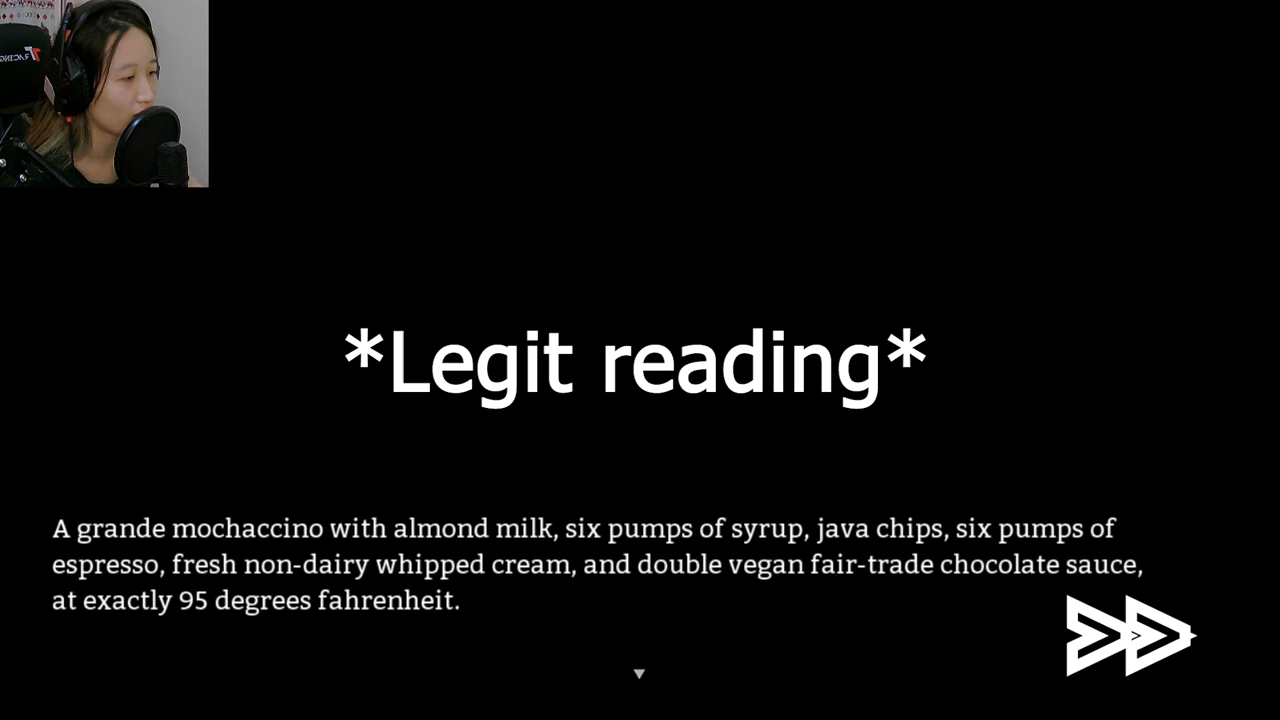 *Legit reading*
A grande mochaccino with almond milk, six pumps of syrup, java chips, six pumps of
espresso, fresh non-dairy whipped cream, and double vegan fair-trade chocolate sauce,
at exactly 95 degrees fahrenheit.